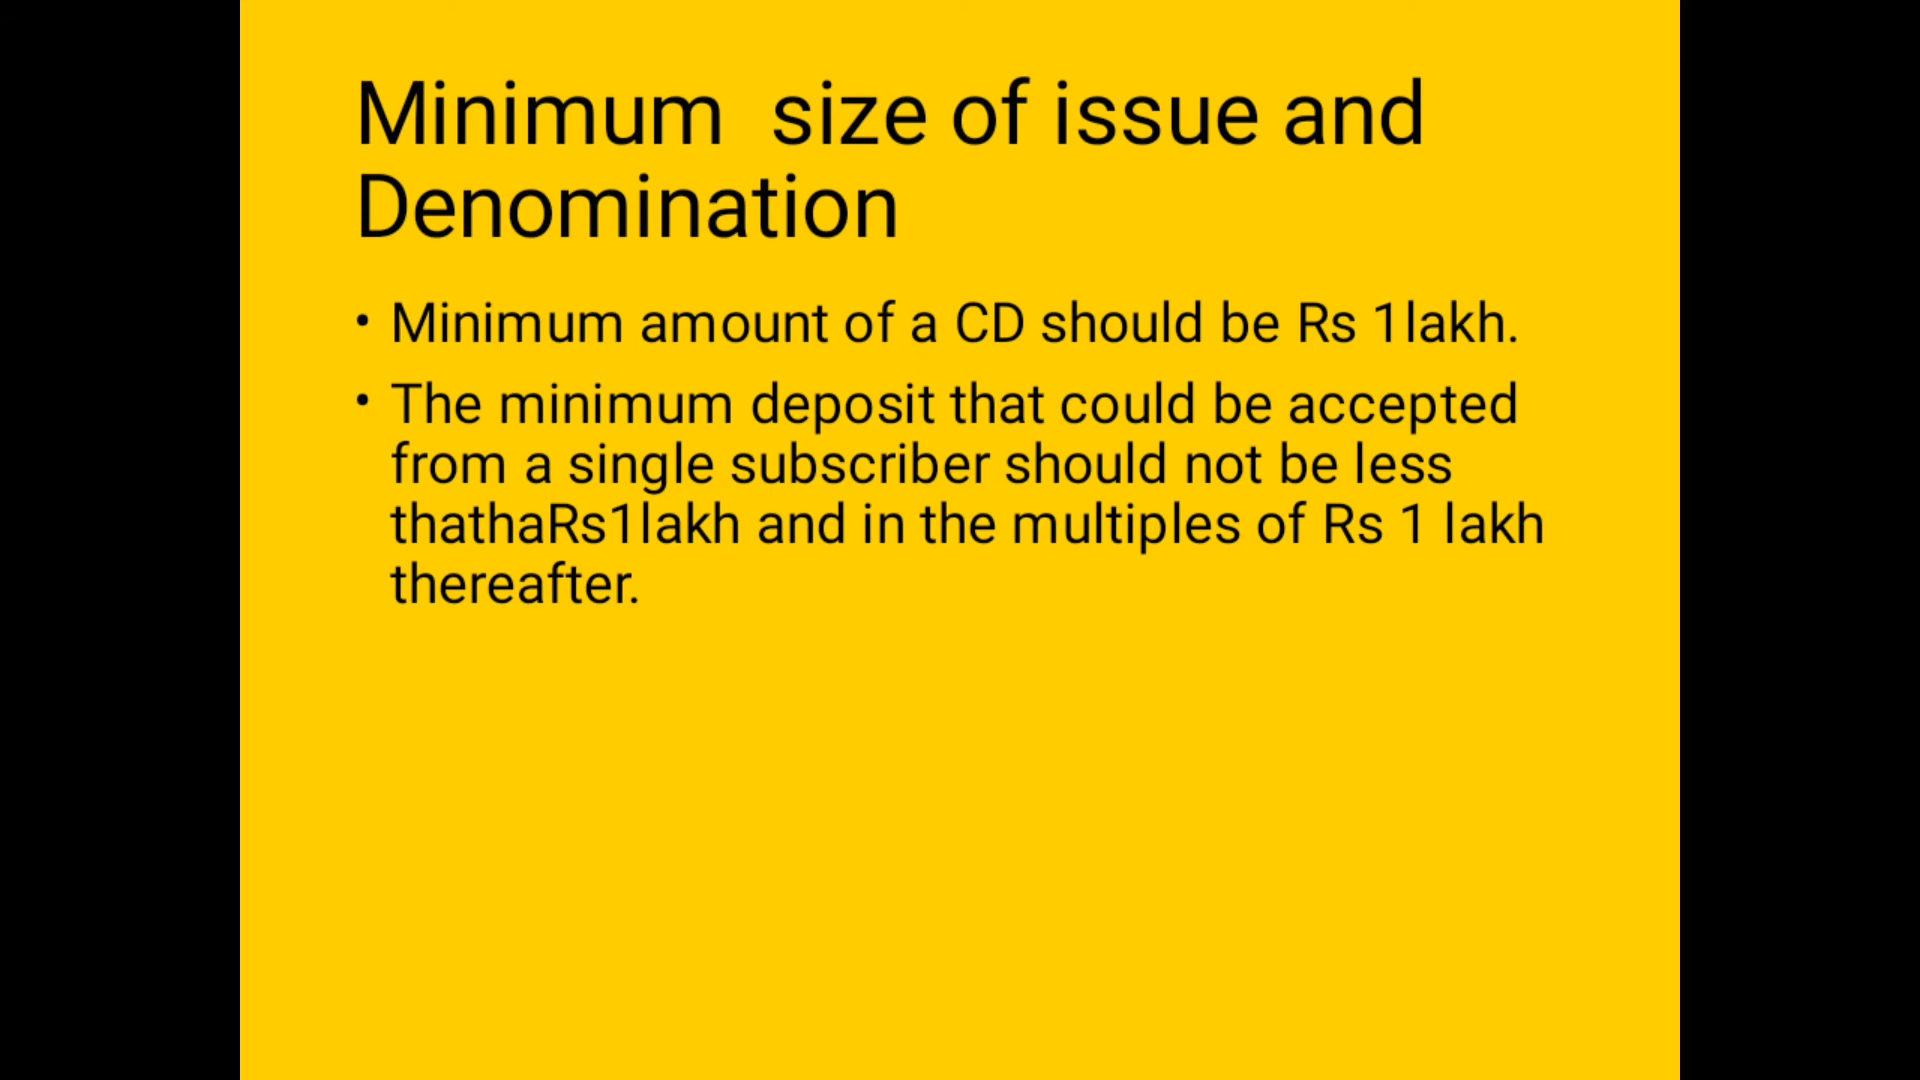 Minimum  size of issue and
Denomination
• Minimum amount of a CD should be Rs 1lakh.
• The minimum deposit that could be accepted
from a single subscriber should not be less
thathaRs1lakh and in the multiples of Rs 1 lakh
thereafter.